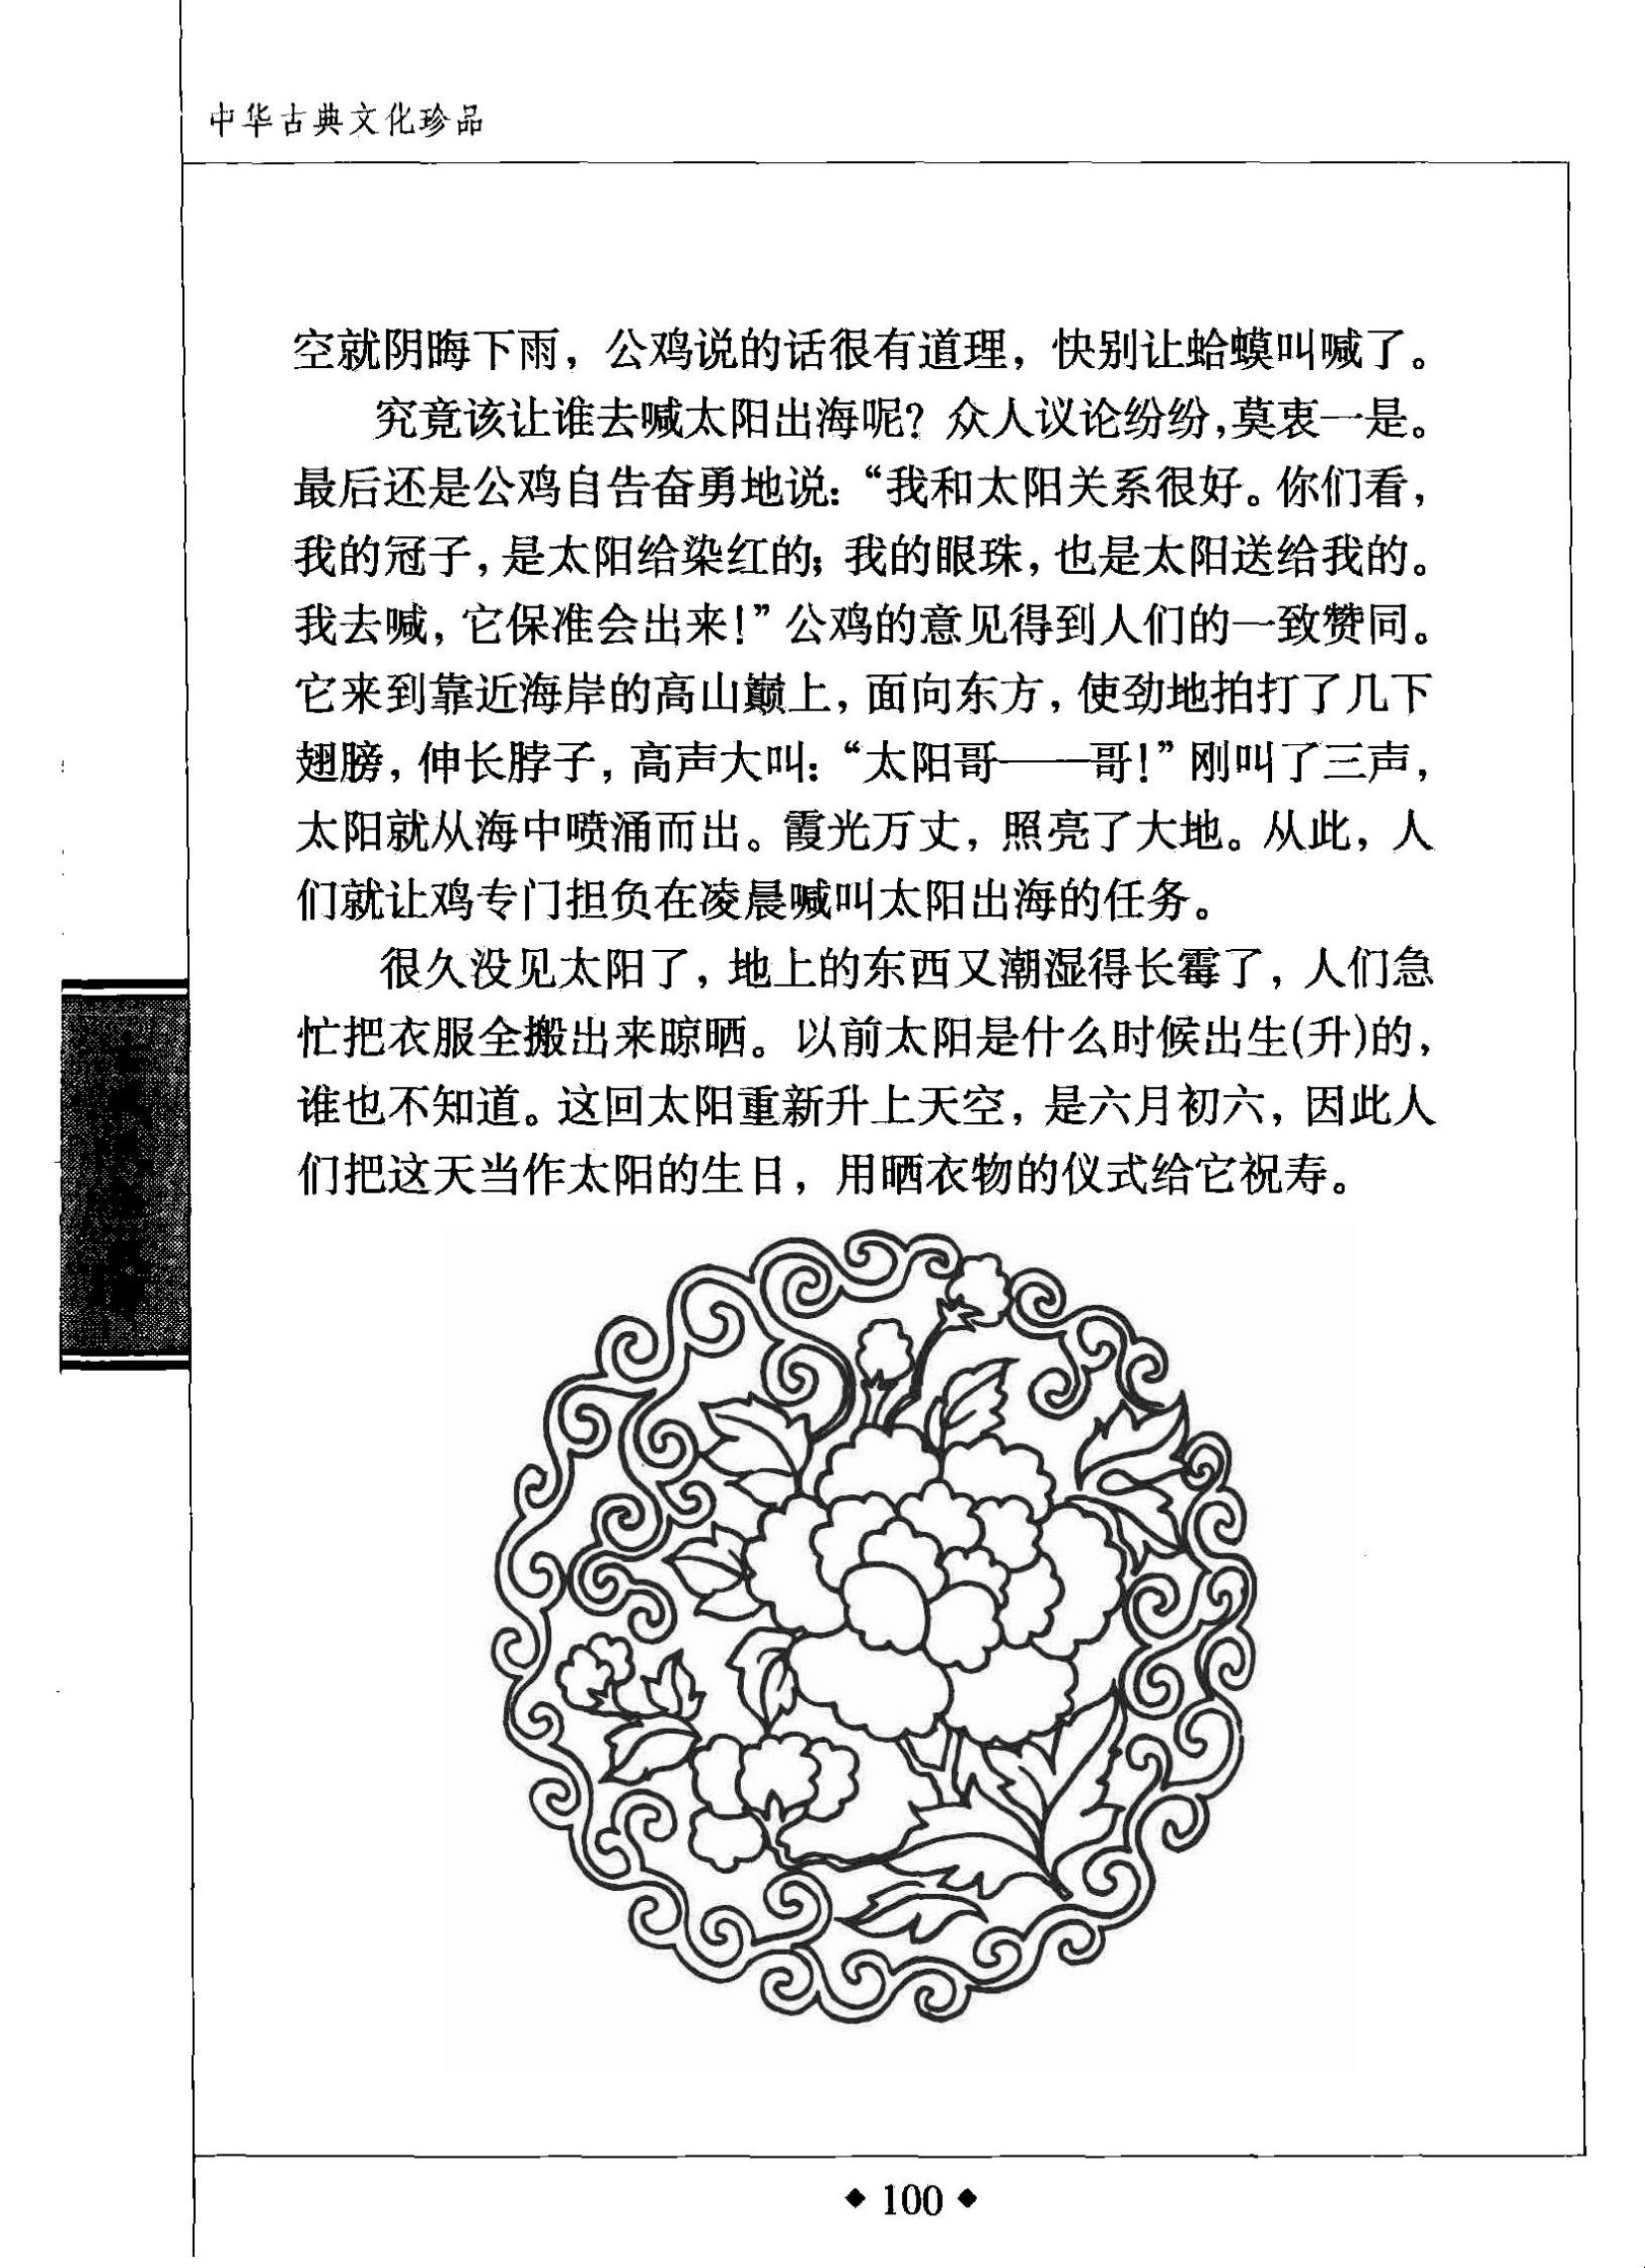 中华古典文化珍品
空就阴晦下雨，公鸡说的话很有道理，快别让蛤蟆叫喊了。
究竟该让谁去喊太阳出海呢？众人议论纷纷，莫衷一是。
最后还是公鸡自告奋勇地说：“我和太阳关系很好。你们看，
我的冠子，是太阳给染红的；我的眼珠，也是太阳送给我的。
我去喊，它保准会出来！”公鸡的意见得到人们的一致赞同。
它来到靠近海岸的高山巅上，面向东方，使劲地拍打了几下
翅膀，伸长脖子，高声大叫：“太阳哥——哥！”刚叫了三声，
太阳就从海中喷涌而出。霞光万丈，照亮了大地。从此，人
们就让鸡专门担负在凌晨喊叫太阳出海的任务。
很久没见太阳了，地上的东西又潮湿得长霉了，人们急
忙把衣服全搬出来晾晒。以前太阳是什么时候出生(升)的，
谁也不知道。这回太阳重新升上天空，是六月初六，因此人
们把这天当作太阳的生日，用晒衣物的仪式给它祝寿。
◆ 100 ◆